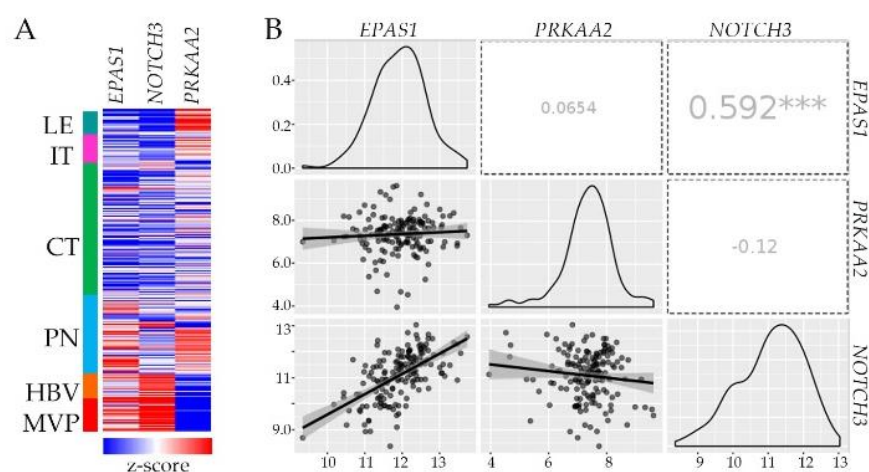 A
EPAS1 NOTCH3 PRKAA2
LE
IT
CT
PN
HBV
MVP
z-score
B
EPAS1 PRKAA2 NOTCH3
0.4
0.2
0.0
0.0654
0.592***
EPAS1
8.0
6.0
4.0
-0.12
PRKAA2
13
11
9.0
NOTCH3
10 11 12 13 4 6 8 9 10 11 12 13